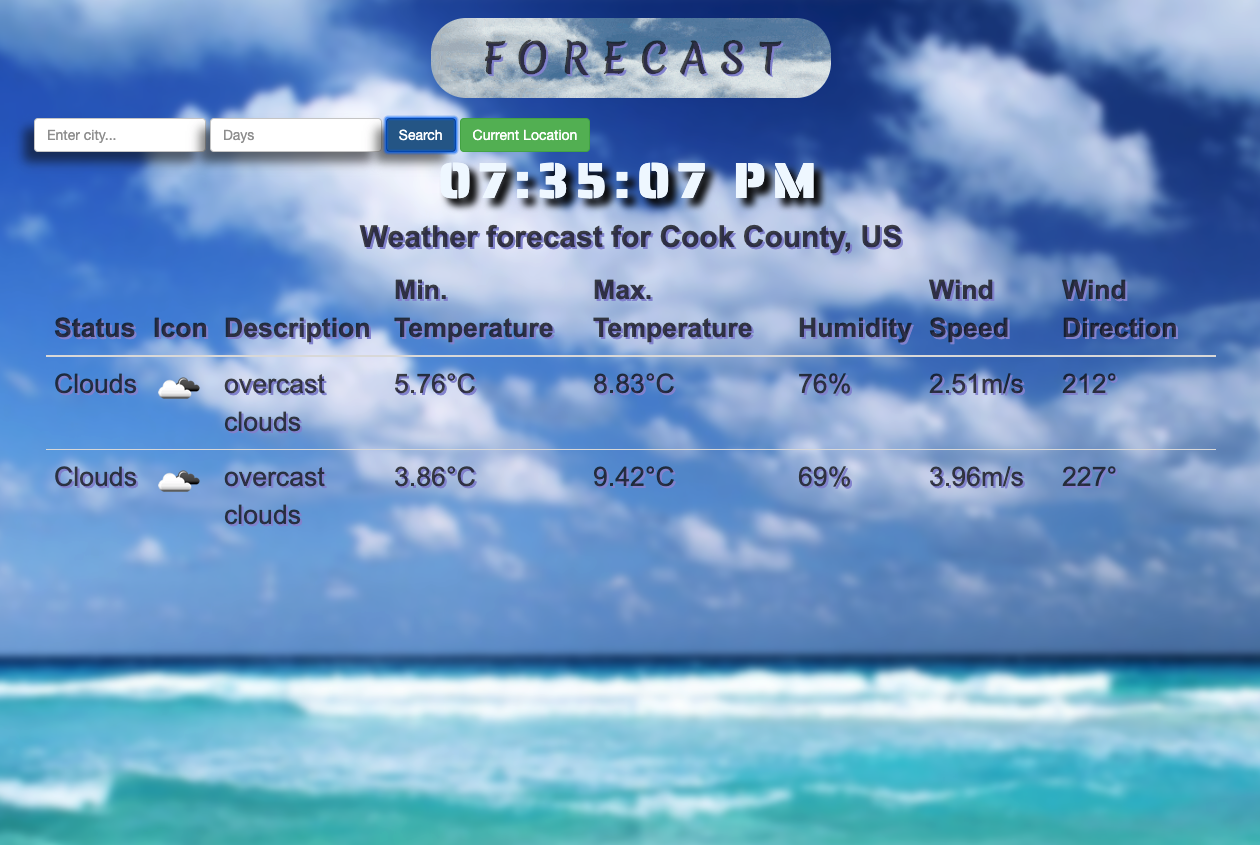 FORECAST
Enter city... Days Search Current Location
07:35:07 PM
Weather forecast for Cook County, US
Status Icon Description Min. Temperature Max. Temperature Humidity Wind Speed Wind Direction
Clouds overcast clouds 5.76°C 8.83°C 76% 2.51m/s 212°
Clouds overcast clouds 3.86°C 9.42°C 69% 3.96m/s 227°